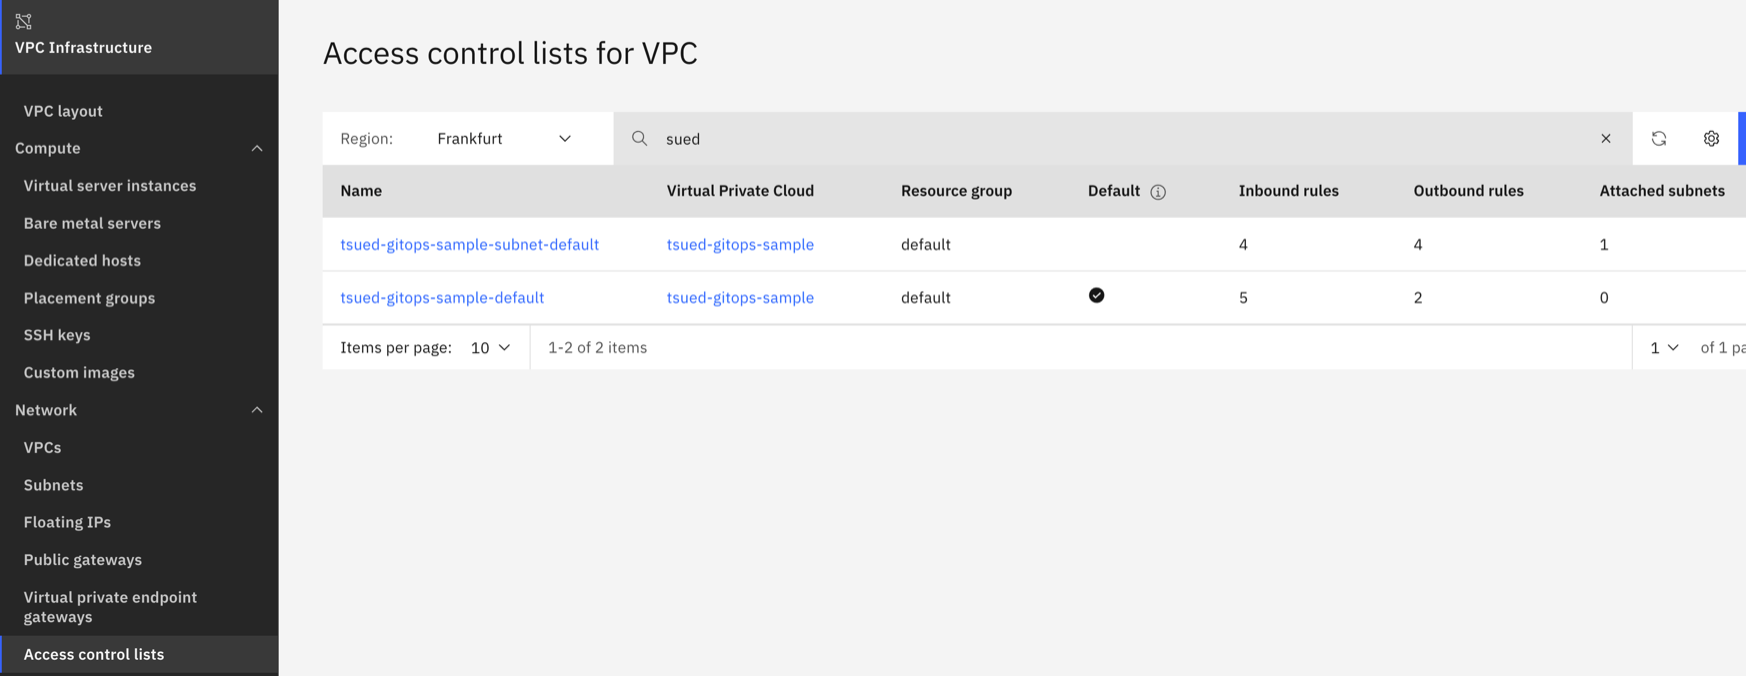 VPC Infrastructure
VPC layout
Compute
Virtual server instances
Bare metal servers
Dedicated hosts
Placement groups
SSH keys
Custom images
Network
VPCs
Subnets
Floating IPs
Public gateways
Virtual private endpoint
gateways
Access control lists
Access control lists for VPC
Region: Frankfurt sued
Name Virtual Private Cloud Resource group Default Inbound rules Outbound rules Attached subnets
tsued-gitops-sample-subnet-default tsued-gitops-sample default 4 4 1
tsued-gitops-sample-default tsued-gitops-sample default 5 2 0
Items per page: 10 1-2 of 2 items 1 of 1 pa